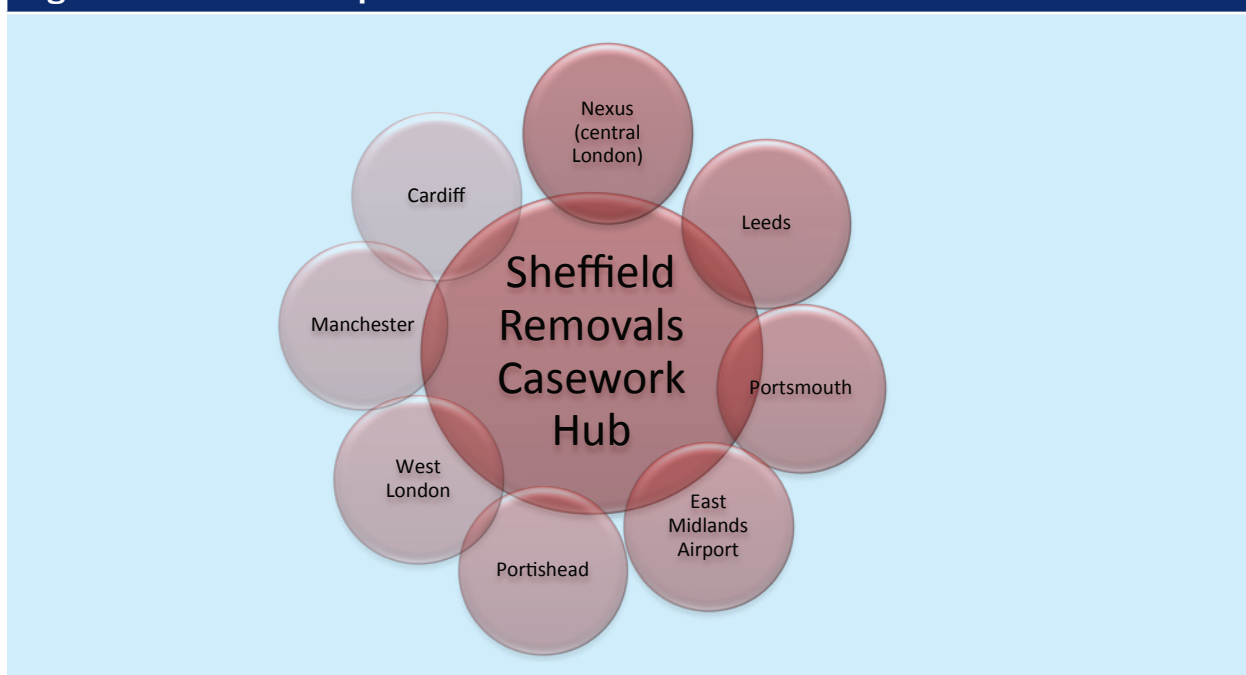 Sheffield
Removals
Casework
Hub
Nexus
(central
London)
Leeds
Portsmouth
East
Midlands
Airport
Portishead
West
London
Manchester
Cardiff